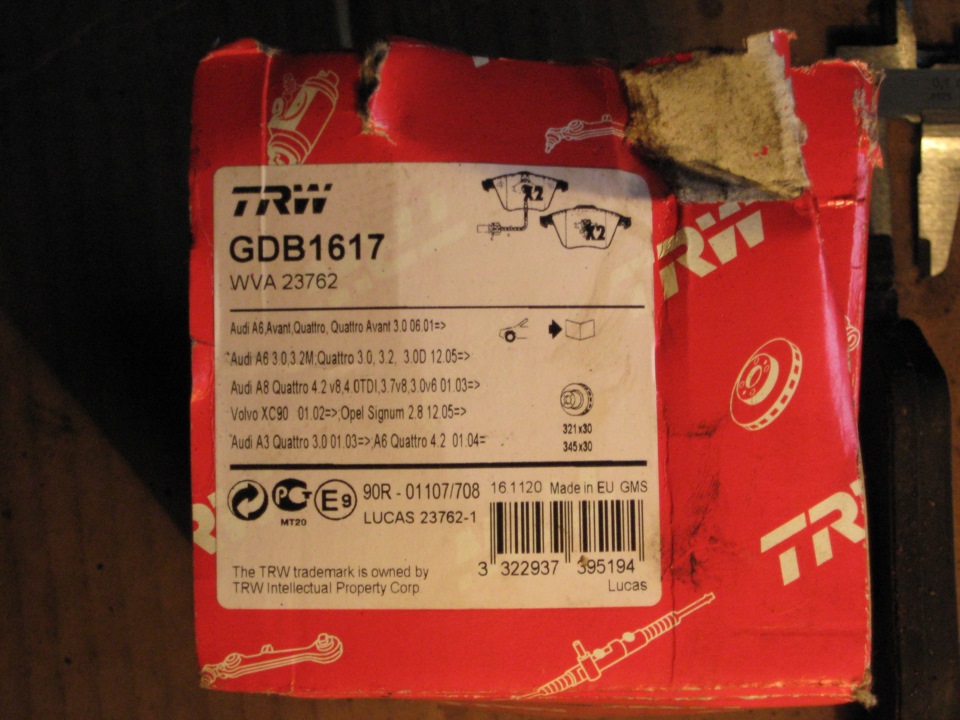 TRW
GDB1617
WVA 23762
X2
X2
Audi A6,Avant,Quattro, Quattro Avant 3.0 06.01=>
Audi A6 3.0,3.2M;Quattro 3.0, 3.2, 3.0D 12.05=>
Audi A8 Quattro 4.2 v8,4.0TDI,3.7v8,3.0v6 01.03=>
Volvo XC90 01.02=>,Opel Signum 2.8 12.05=>
Audi A3 Quattro 3.0 01.03=>,A6 Quattro 4.2 01.04=
321x30
345x30
PCT
MT20
E9
90R - 01107/708
LUCAS 23762-1
161120 Made in EU GMS
3 322937 395194
Lucas
The TRW trademark is owned by
TRW Intellectual Property Corp
TRW
TR
R